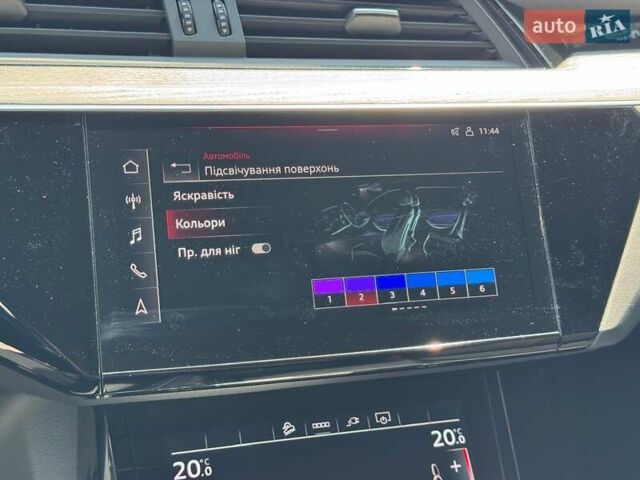 auto RIA
11:44
Автомобіль
Підсвічування поверхонь
Яскравість
Кольори
Пр. для ніг
1 2 3 4 5 6
20.0 °C 20.0 °C
+